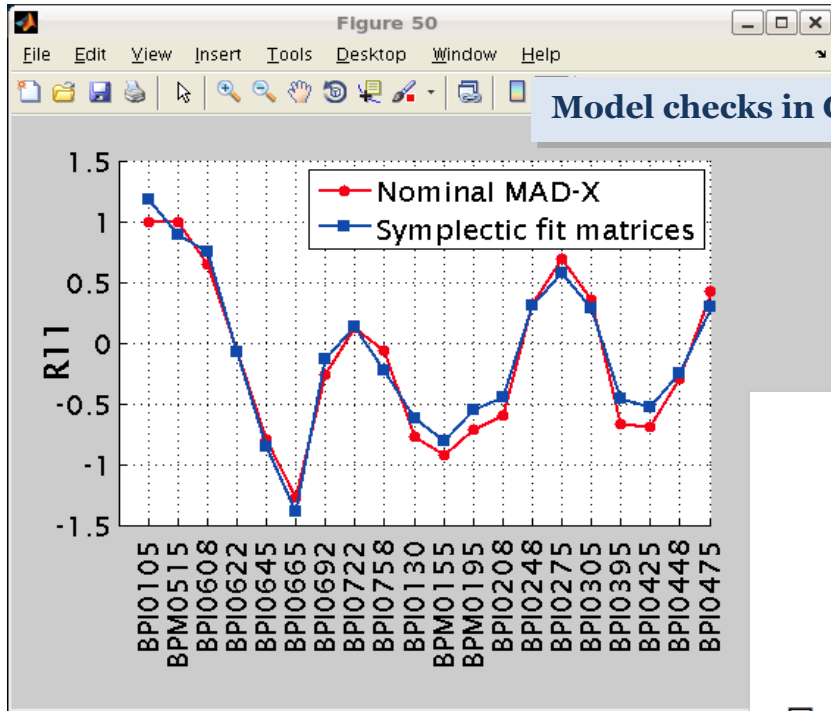 Figure 50
File Edit View Insert Tools Desktop Window Help
Model checks in
1.5
1
0.5
0
-0.5
-1
-1.5
R11
Nominal MAD-X
Symplectic fit matrices
BPI0105
BPM0515
BPI0608
BPI0622
BPI0645
BPI0665
BPI0692
BPI0722
BPI0758
BPI0130
BPM0155
BPM0195
BPI0208
BPI0248
BPI0275
BPI0305
BPI0395
BPI0425
BPI0448
BPI0475